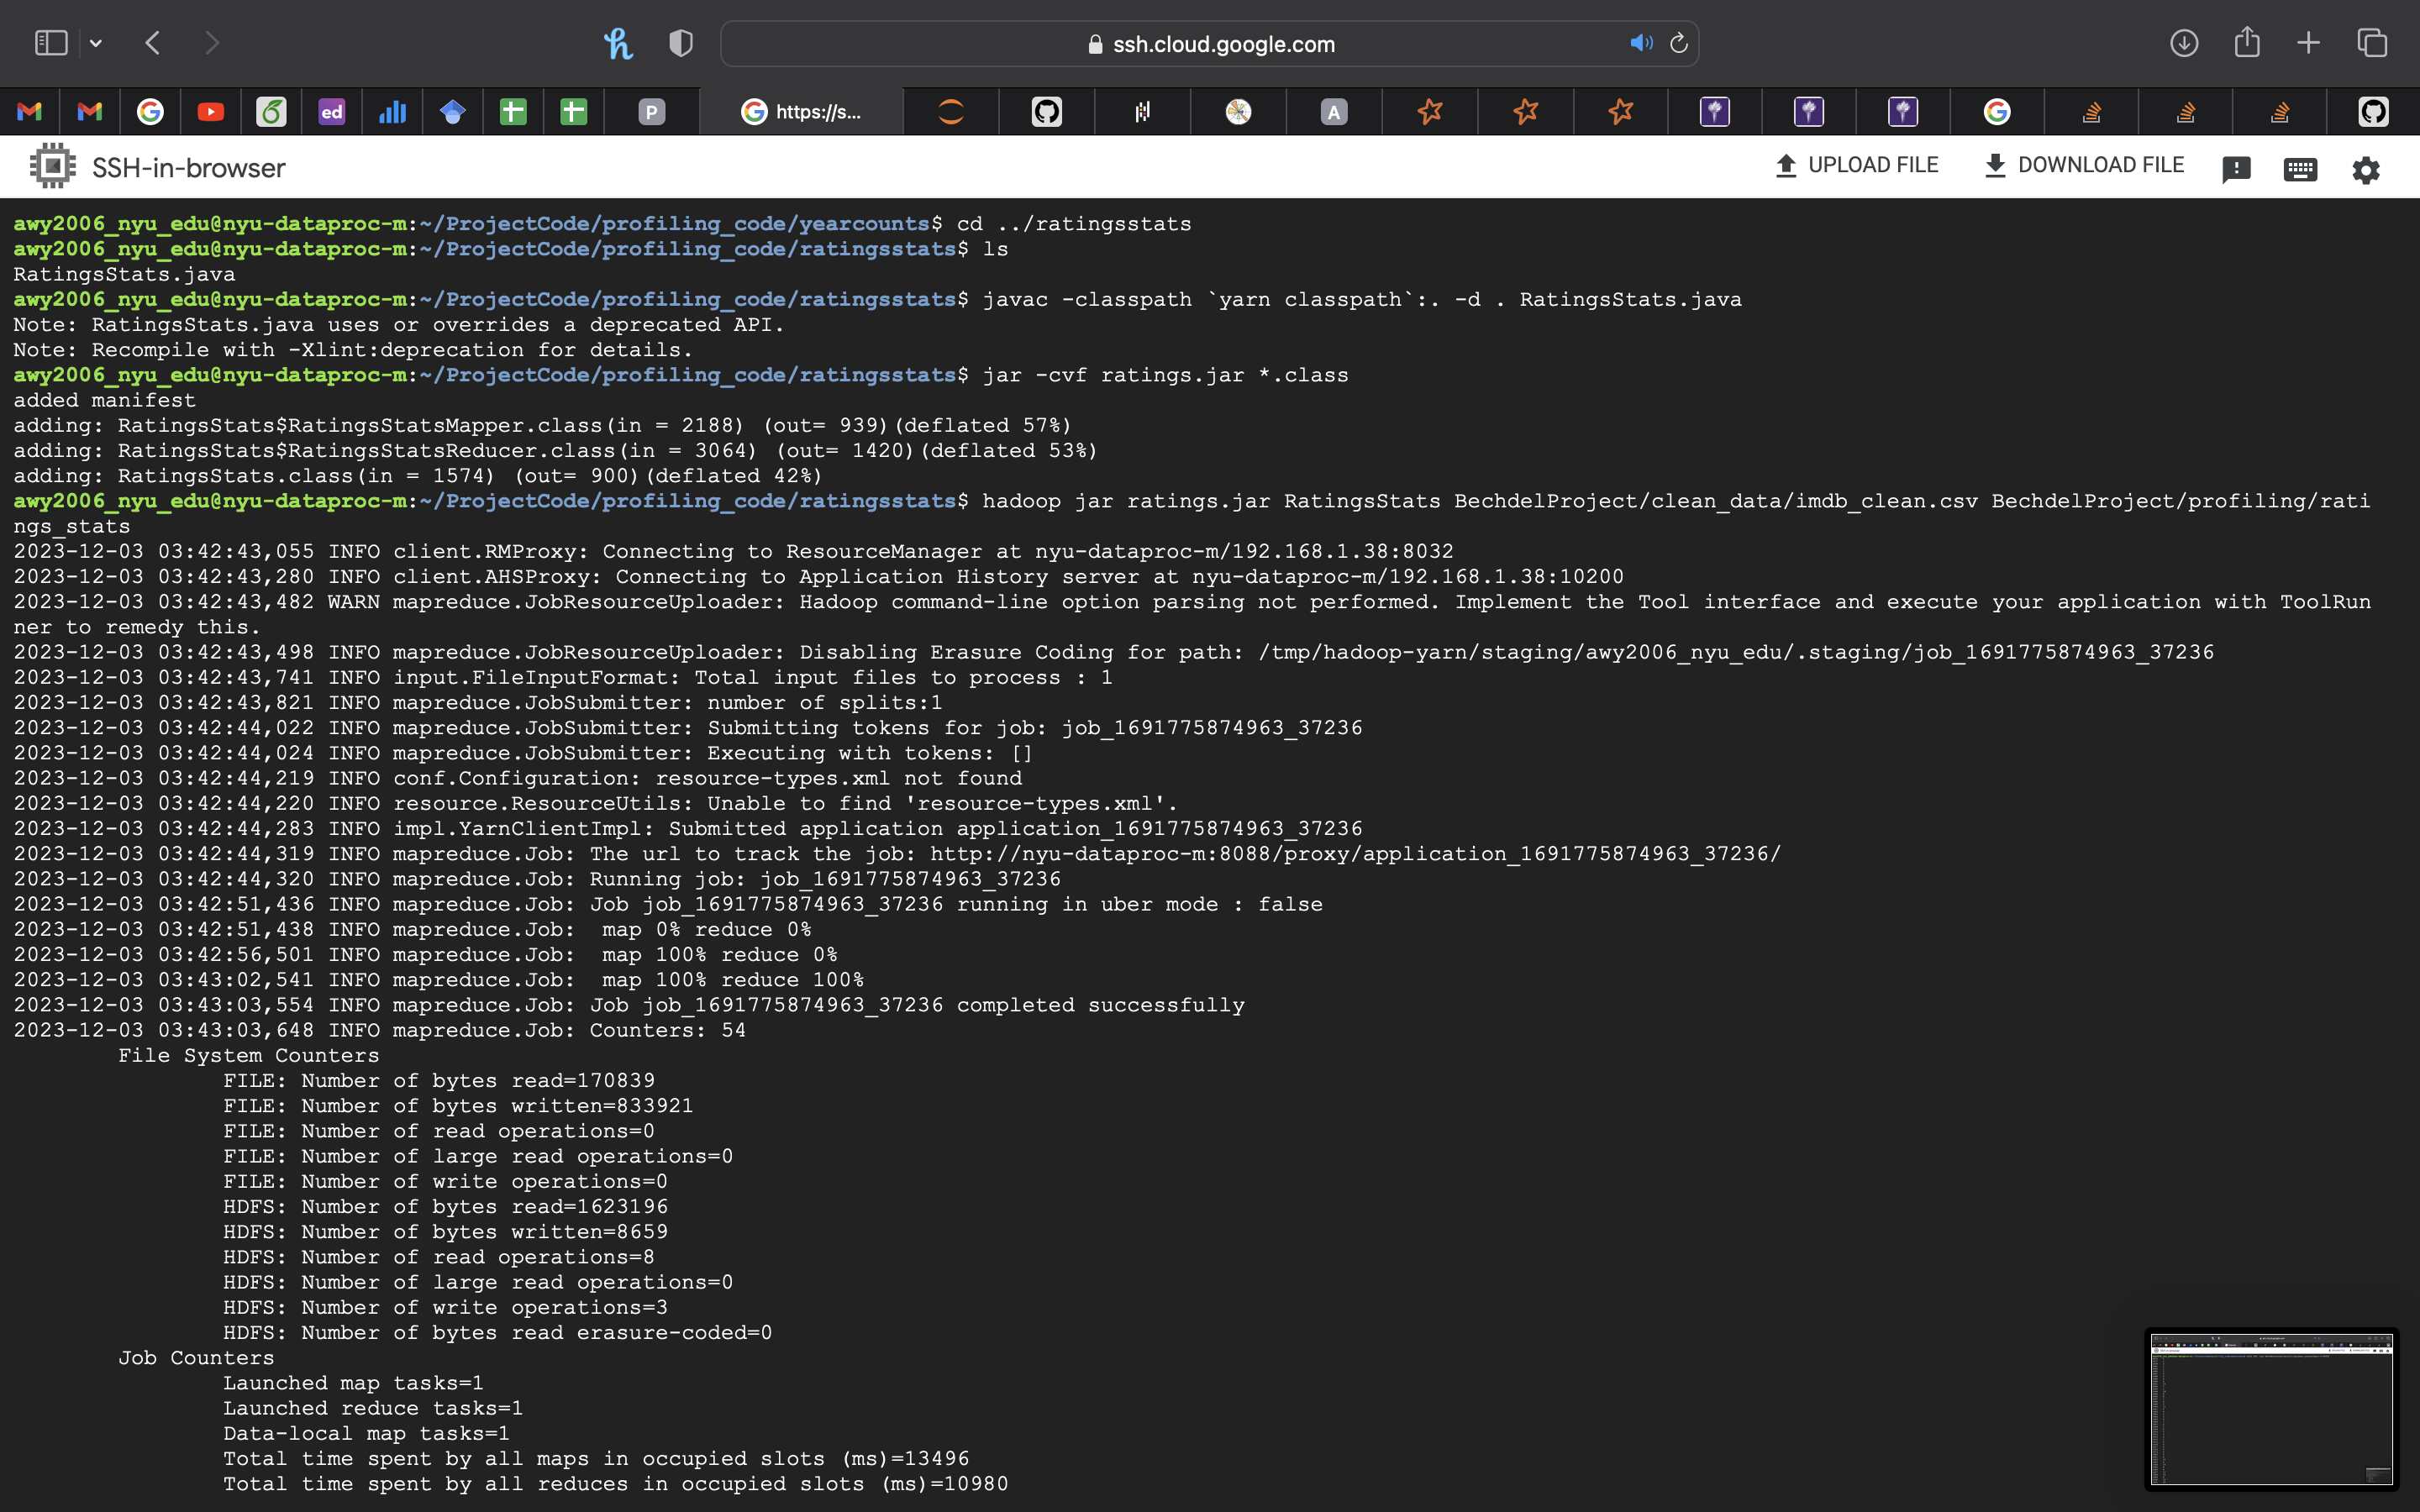 ssh.cloud.google.com
ed
P
https://s...
A
SSH-in-browser
UPLOAD FILE
DOWNLOAD FILE
awy2006_nyu_edu@nyu-dataproc-m:~/ProjectCode/profiling_code/yearcounts$ cd ../ratingsstats
awy2006_nyu_edu@nyu-dataproc-m:~/ProjectCode/profiling_code/ratingsstats$ ls
RatingsStats.java
awy2006_nyu_edu@nyu-dataproc-m:~/ProjectCode/profiling_code/ratingsstats$ javac -classpath `yarn classpath`:. -d . RatingsStats.java
Note: RatingsStats.java uses or overrides a deprecated API.
Note: Recompile with -Xlint:deprecation for details.
awy2006_nyu_edu@nyu-dataproc-m:~/ProjectCode/profiling_code/ratingsstats$ jar -cvf ratings.jar *.class
added manifest
adding: RatingsStats$RatingsStatsMapper.class(in = 2188) (out= 939)(deflated 57%)
adding: RatingsStats$RatingsStatsReducer.class(in = 3064) (out= 1420)(deflated 53%)
adding: RatingsStats.class(in = 1574) (out= 900)(deflated 42%)
awy2006_nyu_edu@nyu-dataproc-m:~/ProjectCode/profiling_code/ratingsstats$ hadoop jar ratings.jar RatingsStats BechdelProject/clean_data/imdb_clean.csv BechdelProject/profiling/rati
ngs_stats
2023-12-03 03:42:43,055 INFO client.RMProxy: Connecting to ResourceManager at nyu-dataproc-m/192.168.1.38:8032
2023-12-03 03:42:43,280 INFO client.AHSProxy: Connecting to Application History server at nyu-dataproc-m/192.168.1.38:10200
2023-12-03 03:42:43,482 WARN mapreduce.JobResourceUploader: Hadoop command-line option parsing not performed. Implement the Tool interface and execute your application with ToolRun
ner to remedy this.
2023-12-03 03:42:43,498 INFO mapreduce.JobResourceUploader: Disabling Erasure Coding for path: /tmp/hadoop-yarn/staging/awy2006_nyu_edu/.staging/job_1691775874963_37236
2023-12-03 03:42:43,741 INFO input.FileInputFormat: Total input files to process : 1
2023-12-03 03:42:43,821 INFO mapreduce.JobSubmitter: number of splits:1
2023-12-03 03:42:44,022 INFO mapreduce.JobSubmitter: Submitting tokens for job: job_1691775874963_37236
2023-12-03 03:42:44,024 INFO mapreduce.JobSubmitter: Executing with tokens: []
2023-12-03 03:42:44,219 INFO conf.Configuration: resource-types.xml not found
2023-12-03 03:42:44,220 INFO resource.ResourceUtils: Unable to find 'resource-types.xml'.
2023-12-03 03:42:44,283 INFO impl.YarnClientImpl: Submitted application application_1691775874963_37236
2023-12-03 03:42:44,319 INFO mapreduce.Job: The url to track the job: http://nyu-dataproc-m:8088/proxy/application_1691775874963_37236/
2023-12-03 03:42:44,320 INFO mapreduce.Job: Running job: job_1691775874963_37236
2023-12-03 03:42:51,436 INFO mapreduce.Job: Job job_1691775874963_37236 running in uber mode : false
2023-12-03 03:42:51,438 INFO mapreduce.Job:  map 0% reduce 0%
2023-12-03 03:42:56,501 INFO mapreduce.Job:  map 100% reduce 0%
2023-12-03 03:43:02,541 INFO mapreduce.Job:  map 100% reduce 100%
2023-12-03 03:43:03,554 INFO mapreduce.Job: Job job_1691775874963_37236 completed successfully
2023-12-03 03:43:03,648 INFO mapreduce.Job: Counters: 54
File System Counters
FILE: Number of bytes read=170839
FILE: Number of bytes written=833921
FILE: Number of read operations=0
FILE: Number of large read operations=0
FILE: Number of write operations=0
HDFS: Number of bytes read=1623196
HDFS: Number of bytes written=8659
HDFS: Number of read operations=8
HDFS: Number of large read operations=0
HDFS: Number of write operations=3
HDFS: Number of bytes read erasure-coded=0
Job Counters
Launched map tasks=1
Launched reduce tasks=1
Data-local map tasks=1
Total time spent by all maps in occupied slots (ms)=13496
Total time spent by all reduces in occupied slots (ms)=10980